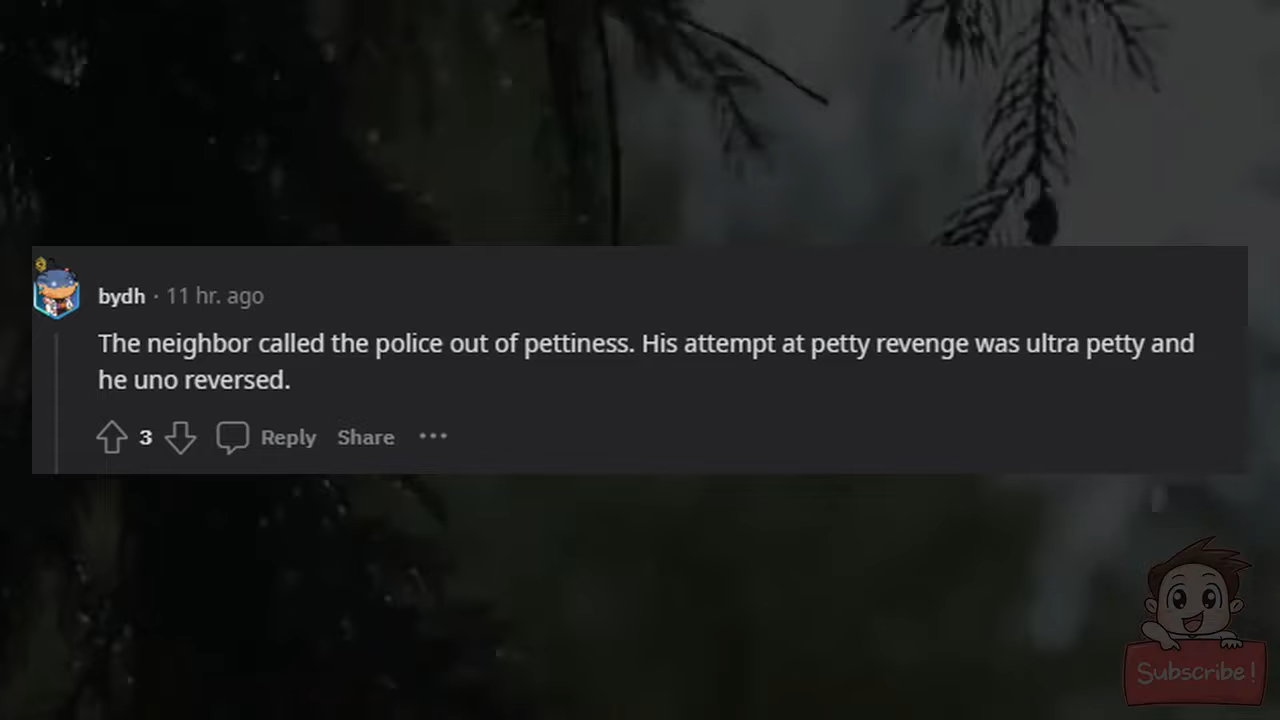 bydh · 11 hr. ago
The neighbor called the police out of pettiness. His attempt at petty revenge was ultra petty and
he uno reversed.
3 Reply Share ···
Subscribe!